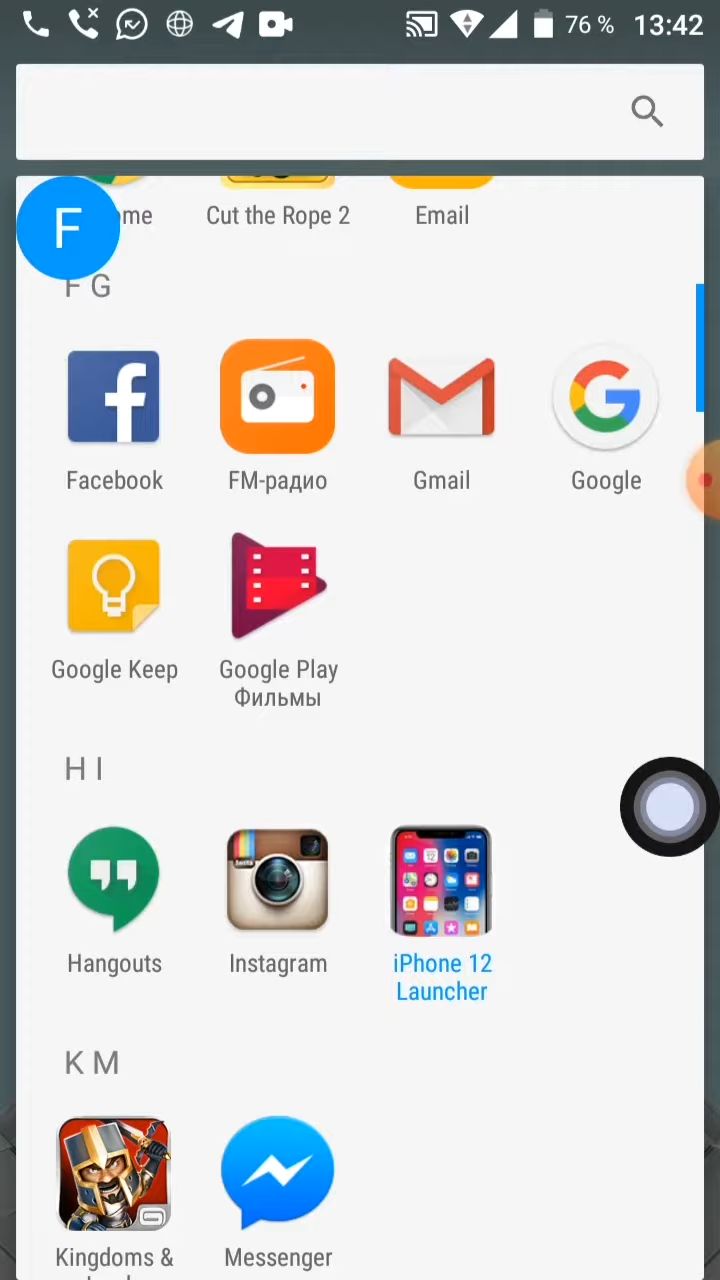 76 % 13:42
ome Cut the Rope 2 Email
F
F G
Facebook FM-радио Gmail Google
Google Keep Google Play
Фильмы
H I
Hangouts Instagram iPhone 12
Launcher
K M
Kingdoms & Messenger